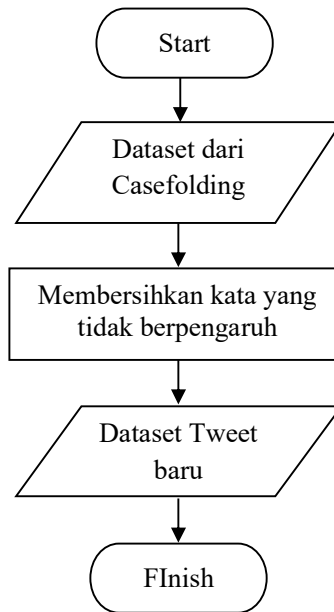 Start
Dataset dari
Casefolding
Membersihkan kata yang
tidak berpengaruh
Dataset Tweet
baru
FInish